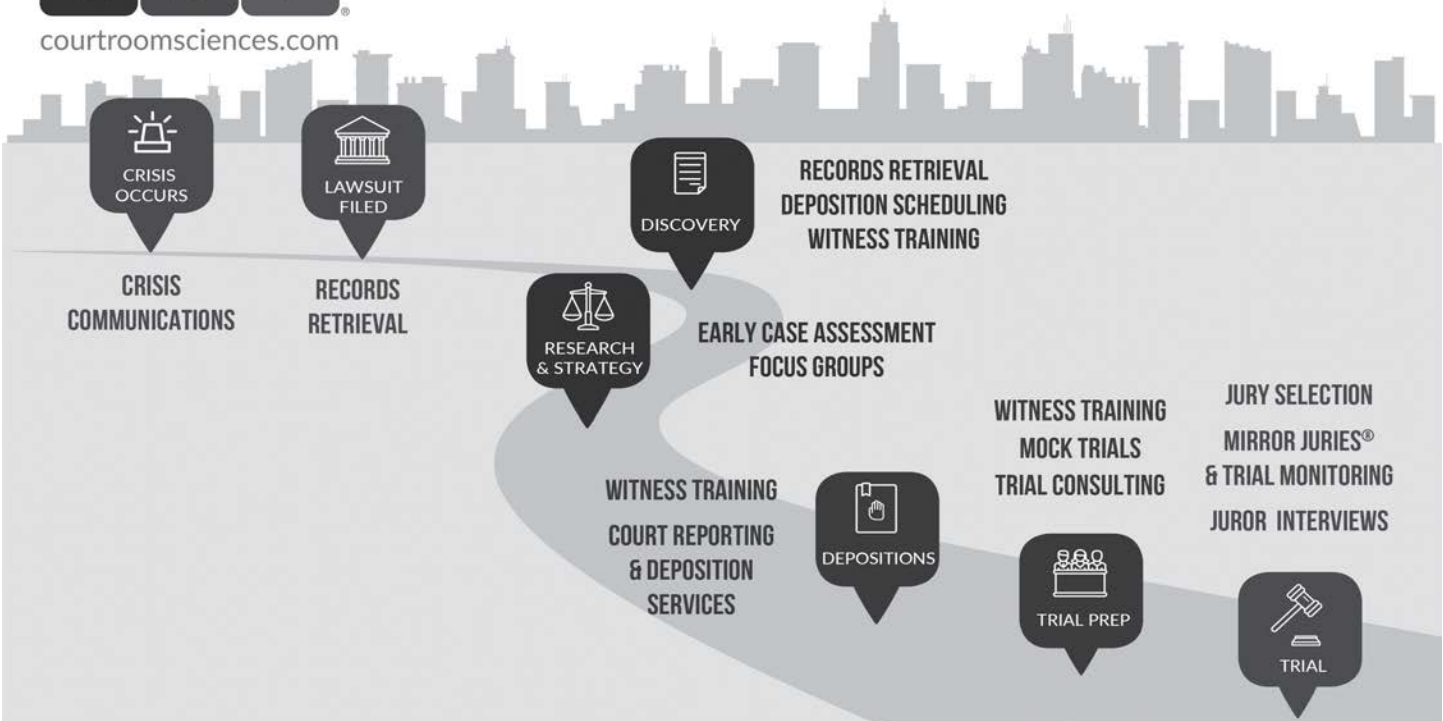 ®
courtroomsciences.com
CRISIS
OCCURS
CRISIS
COMMUNICATIONS
LAWSUIT
FILED
RECORDS
RETRIEVAL
DISCOVERY
RECORDS RETRIEVAL
DEPOSITION SCHEDULING
WITNESS TRAINING
RESEARCH
& STRATEGY
EARLY CASE ASSESSMENT
FOCUS GROUPS
WITNESS TRAINING
COURT REPORTING
& DEPOSITION
SERVICES
DEPOSITIONS
WITNESS TRAINING
MOCK TRIALS
TRIAL CONSULTING
TRIAL PREP
JURY SELECTION
MIRROR JURIES®
& TRIAL MONITORING
JUROR INTERVIEWS
TRIAL